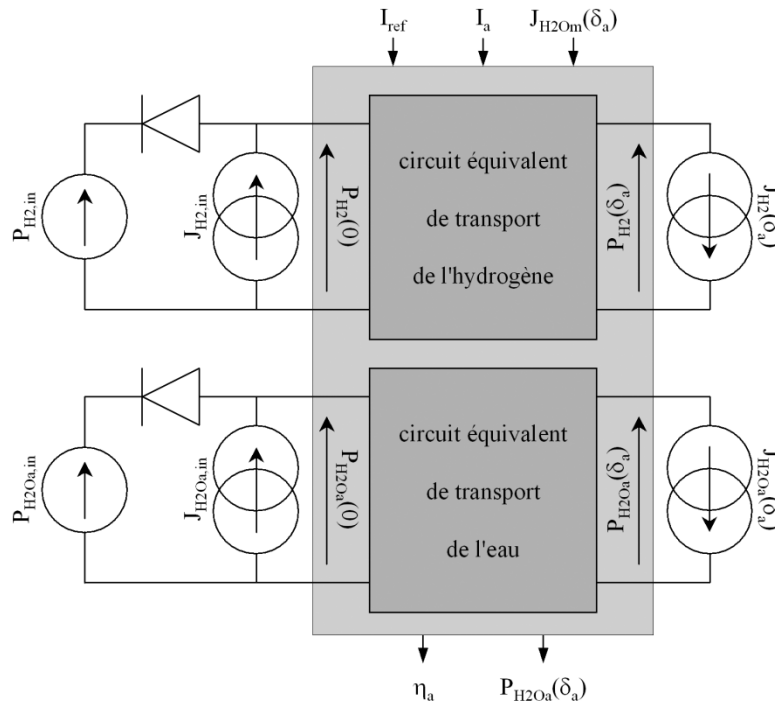 I_ref
I_a
J_H2Om(δ_a)
P_H2,in
J_H2,in
P_H2(0)
circuit équivalent
de transport
de l'hydrogène
P_H2(δ_a)
J_H2(δ_a)
P_H2Oa,in
J_H2Oa,in
P_H2Oa(0)
circuit équivalent
de transport
de l'eau
P_H2Oa(δ_a)
J_H2Oa(δ_a)
η_a
P_H2Oa(δ_a)